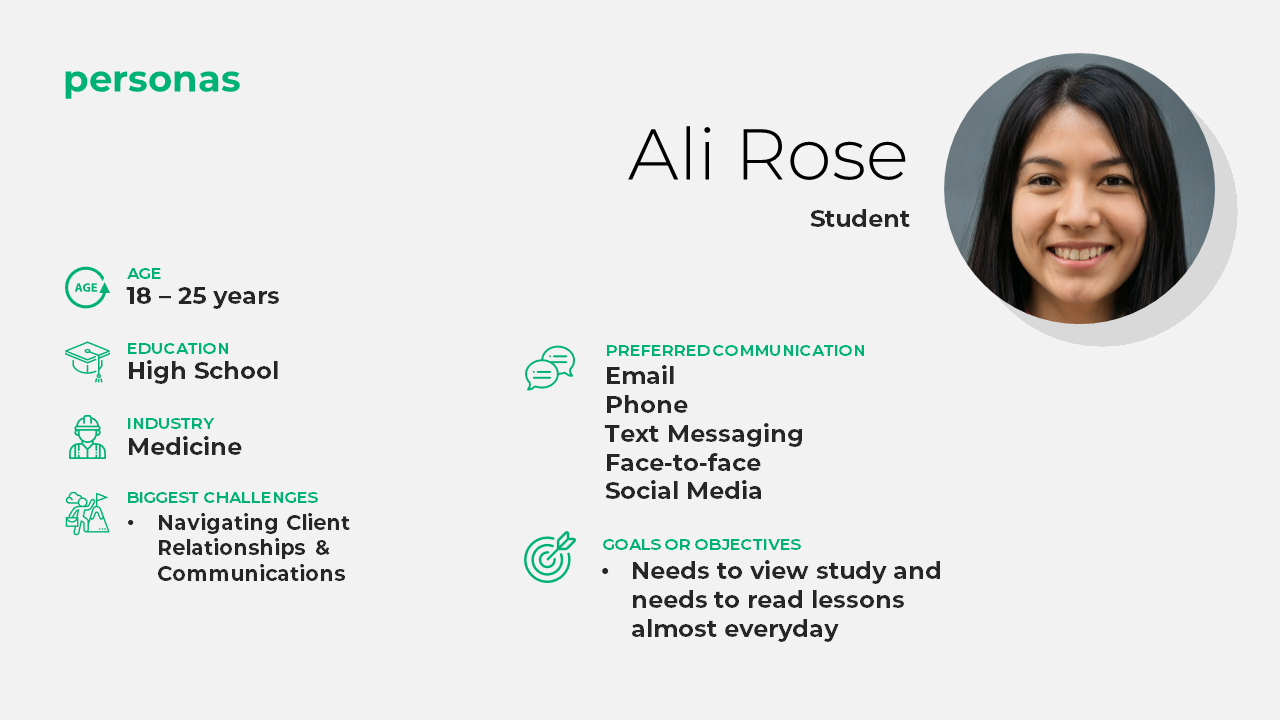 personas
Ali Rose
Student
AGE
AGE
18 – 25 years
EDUCATION
High School
INDUSTRY
Medicine
BIGGEST CHALLENGES
• Navigating Client
Relationships &
Communications
PREFERRED COMMUNICATION
Email
Phone
Text Messaging
Face-to-face
Social Media
GOALS OR OBJECTIVES
• Needs to view study and
needs to read lessons
almost everyday